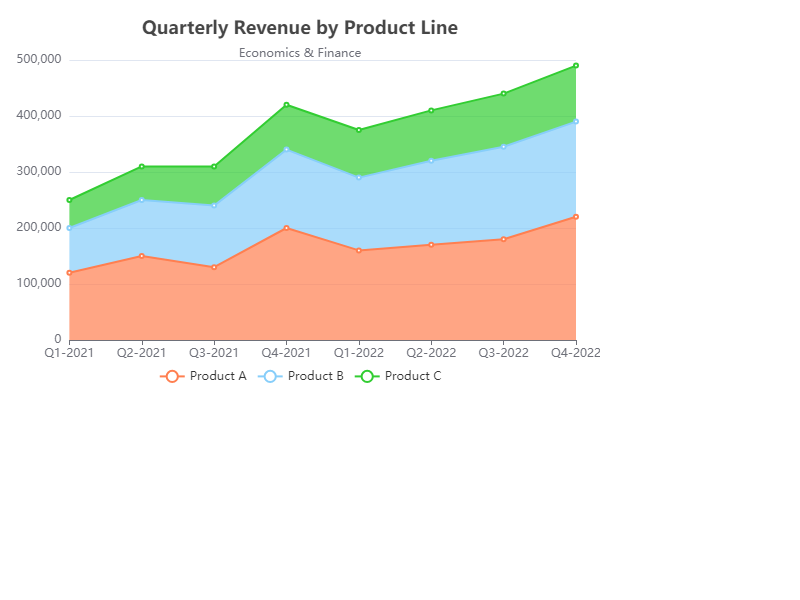 Quarterly Revenue by Product Line
Economics & Finance
500,000
400,000
300,000
200,000
100,000
0
Q1-2021 Q2-2021 Q3-2021 Q4-2021 Q1-2022 Q2-2022 Q3-2022 Q4-2022
Product A Product B Product C